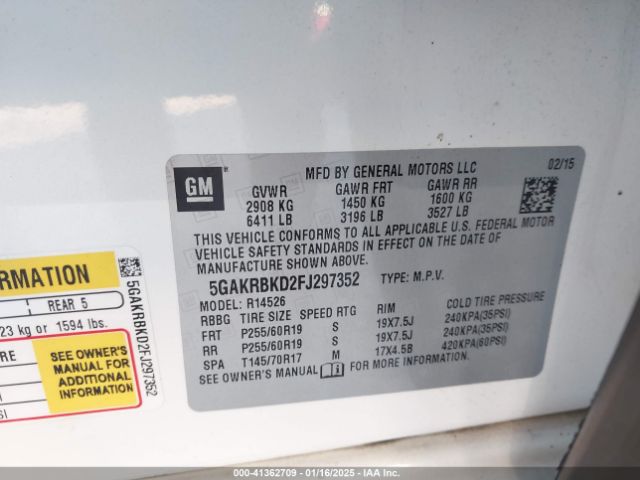 GM
MFD BY GENERAL MOTORS LLC 02/15
GVWR GAWR FRT GAWR RR
2908 KG 1450 KG 1600 KG
6411 LB 3196 LB 3527 LB
THIS VEHICLE CONFORMS TO ALL APPLICABLE U.S. FEDERAL MOTOR
VEHICLE SAFETY STANDARDS IN EFFECT ON THE DATE OF
MANUFACTURE SHOWN ABOVE.
5GAKRBKD2FJ297352 TYPE: M.P.V.
MODEL: R14526
RBBG TIRE SIZE SPEED RTG RIM COLD TIRE PRESSURE
FRT P255/60R19 S 19X7.5J 240KPA(35PSI)
RR P255/60R19 S 19X7.5J 240KPA(35PSI)
SPA T145/70R17 M 17X4.5B 420KPA(60PSI)
SEE OWNER'S MANUAL FOR MORE INFORMATION.
ORMATION
REAR 5
23 kg or 1594 lbs.
RE
SEE OWNER'S
MANUAL FOR
ADDITIONAL
INFORMATION
SI
5GAKRBKD2FJ297352
© - 41362709 - 01/16/2025 - IAA Inc.